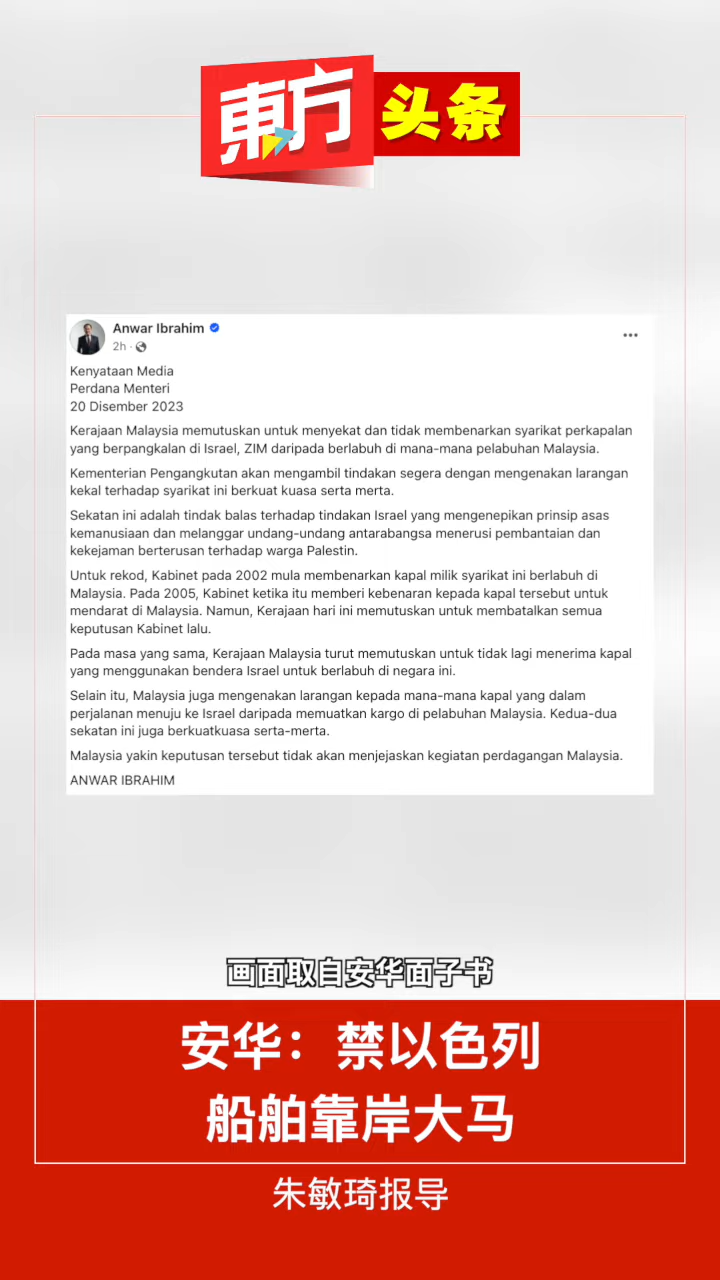 東方头条
Anwar Ibrahim
2h
Kenyataan Media
Perdana Menteri
20 Disember 2023
Kerajaan Malaysia memutuskan untuk menyekat dan tidak membenarkan syarikat perkapalan
yang berpangkalan di Israel, ZIM daripada berlabuh di mana-mana pelabuhan Malaysia.
Kementerian Pengangkutan akan mengambil tindakan segera dengan mengenakan larangan
kekal terhadap syarikat ini berkuat kuasa serta merta.
Sekatan ini adalah tindak balas terhadap tindakan Israel yang mengenepikan prinsip asas
kemanusiaan dan melanggar undang-undang antarabangsa menerusi pembantaian dan
kekejaman berterusan terhadap warga Palestin.
Untuk rekod, Kabinet pada 2002 mula membenarkan kapal milik syarikat ini berlabuh di
Malaysia. Pada 2005, Kabinet ketika itu memberi kebenaran kepada kapal tersebut untuk
mendarat di Malaysia. Namun, Kerajaan hari ini memutuskan untuk membatalkan semua
keputusan Kabinet lalu.
Pada masa yang sama, Kerajaan Malaysia turut memutuskan untuk tidak lagi menerima kapal
yang menggunakan bendera Israel untuk berlabuh di negara ini.
Selain itu, Malaysia juga mengenakan larangan kepada mana-mana kapal yang dalam
perjalanan menuju ke Israel daripada memuatkan kargo di pelabuhan Malaysia. Kedua-dua
sekatan ini juga berkuatkuasa serta-merta.
Malaysia yakin keputusan tersebut tidak akan menjejaskan kegiatan perdagangan Malaysia.
ANWAR IBRAHIM
画面取自安华面子书
安华：禁以色列
船舶靠岸大马
朱敏琦报导